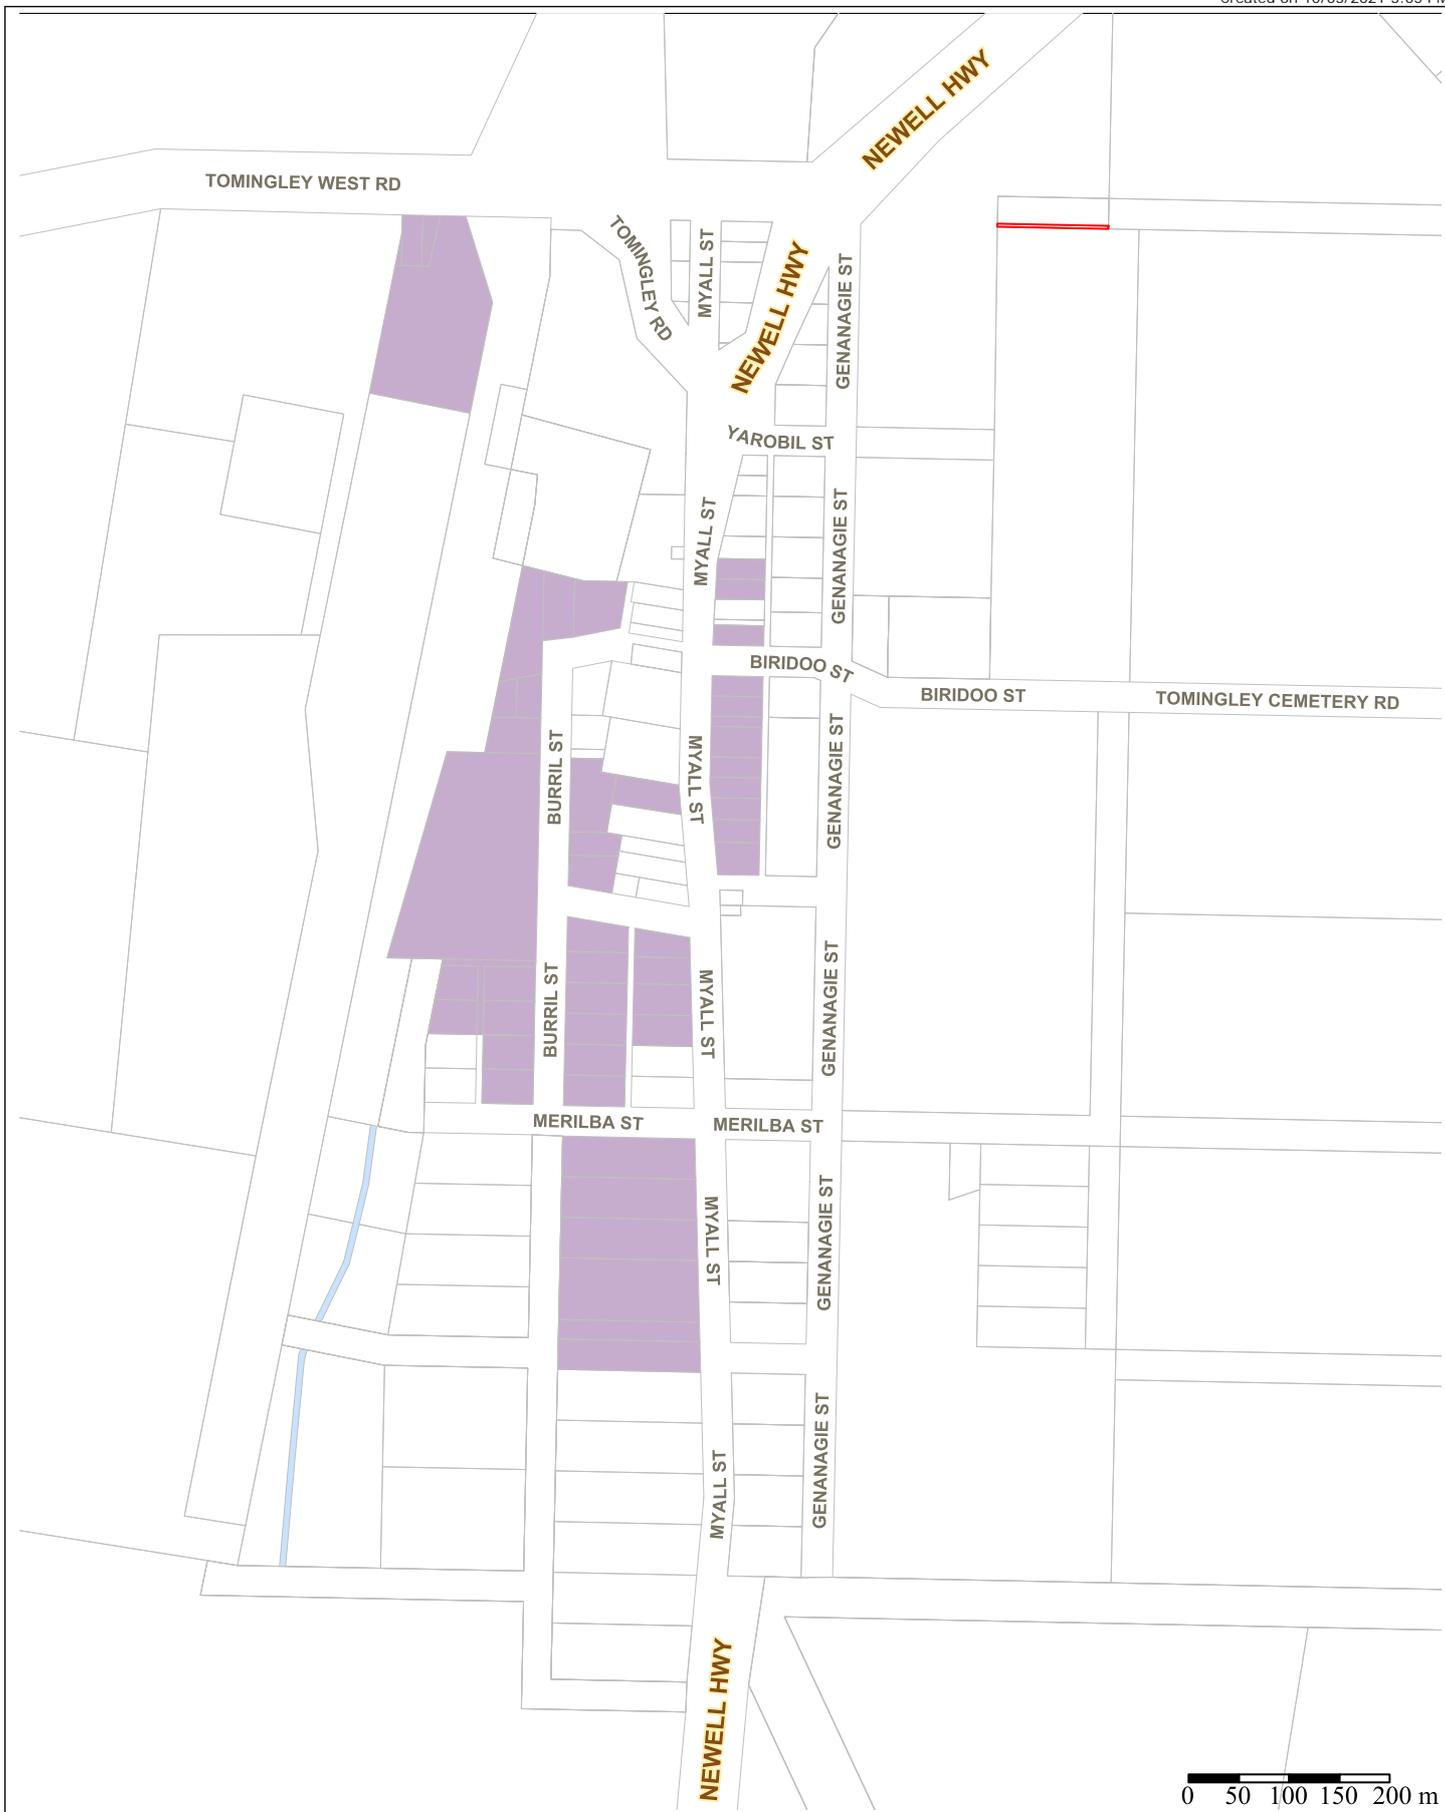 NEWELL HWY
TOMINGLEY WEST RD
TOMINGLEY RD
MYALL ST
NEWELL HWY
GENANAGIE ST
YAROBIL ST
MYALL ST
GENANAGIE ST
BIRIDOO ST
BIRIDOO ST
TOMINGLEY CEMETERY RD
BURRIL ST
MYALL ST
GENANAGIE ST
BURRIL ST
MYALL ST
GENANAGIE ST
MERILBA ST
MERILBA ST
MYALL ST
GENANAGIE ST
MYALL ST
GENANAGIE ST
NEWELL HWY
0 50 100 150 200 m